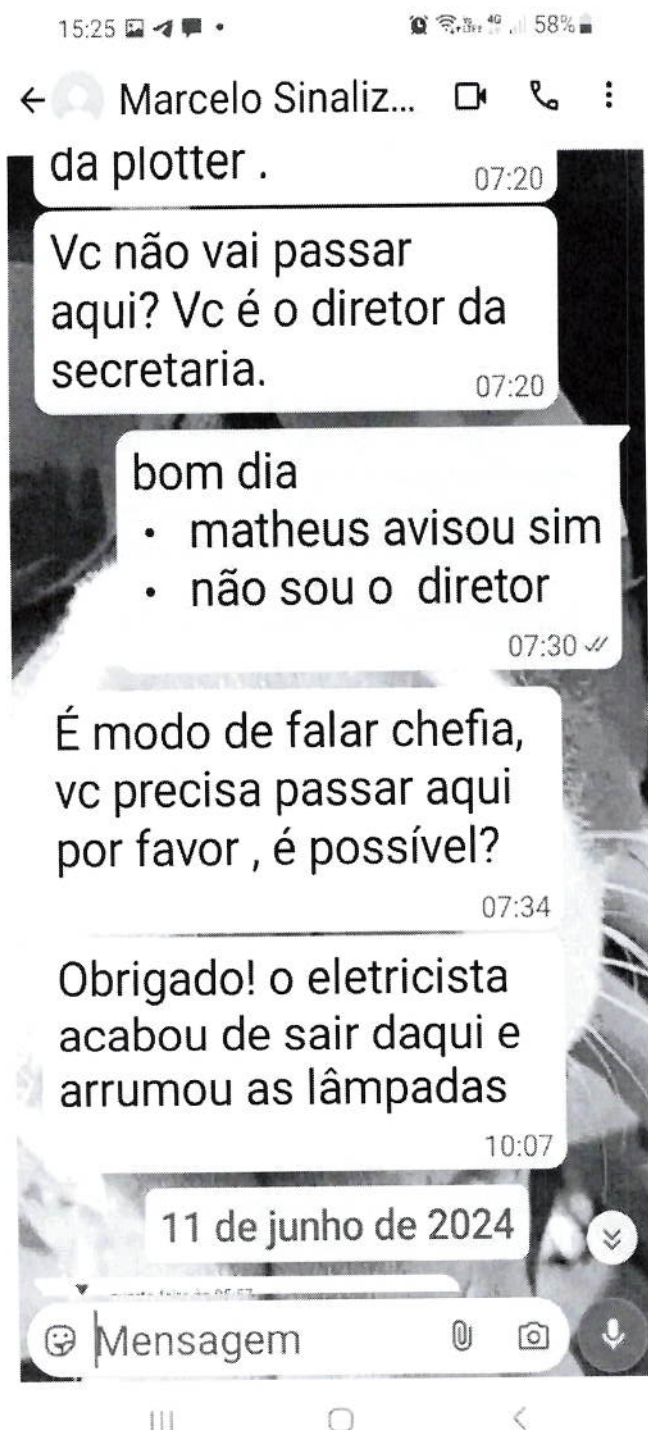 15:25
4G 58%
Marcelo Sinaliz...
da plotter .
07:20
Vc não vai passar
aqui? Vc é o diretor da
secretaria.
07:20
bom dia
• matheus avisou sim
• não sou o diretor
07:30
É modo de falar chefia,
vc precisa passar aqui
por favor , é possível?
07:34
Obrigado! o eletricista
acabou de sair daqui e
arrumou as lâmpadas
10:07
11 de junho de 2024
Mensagem